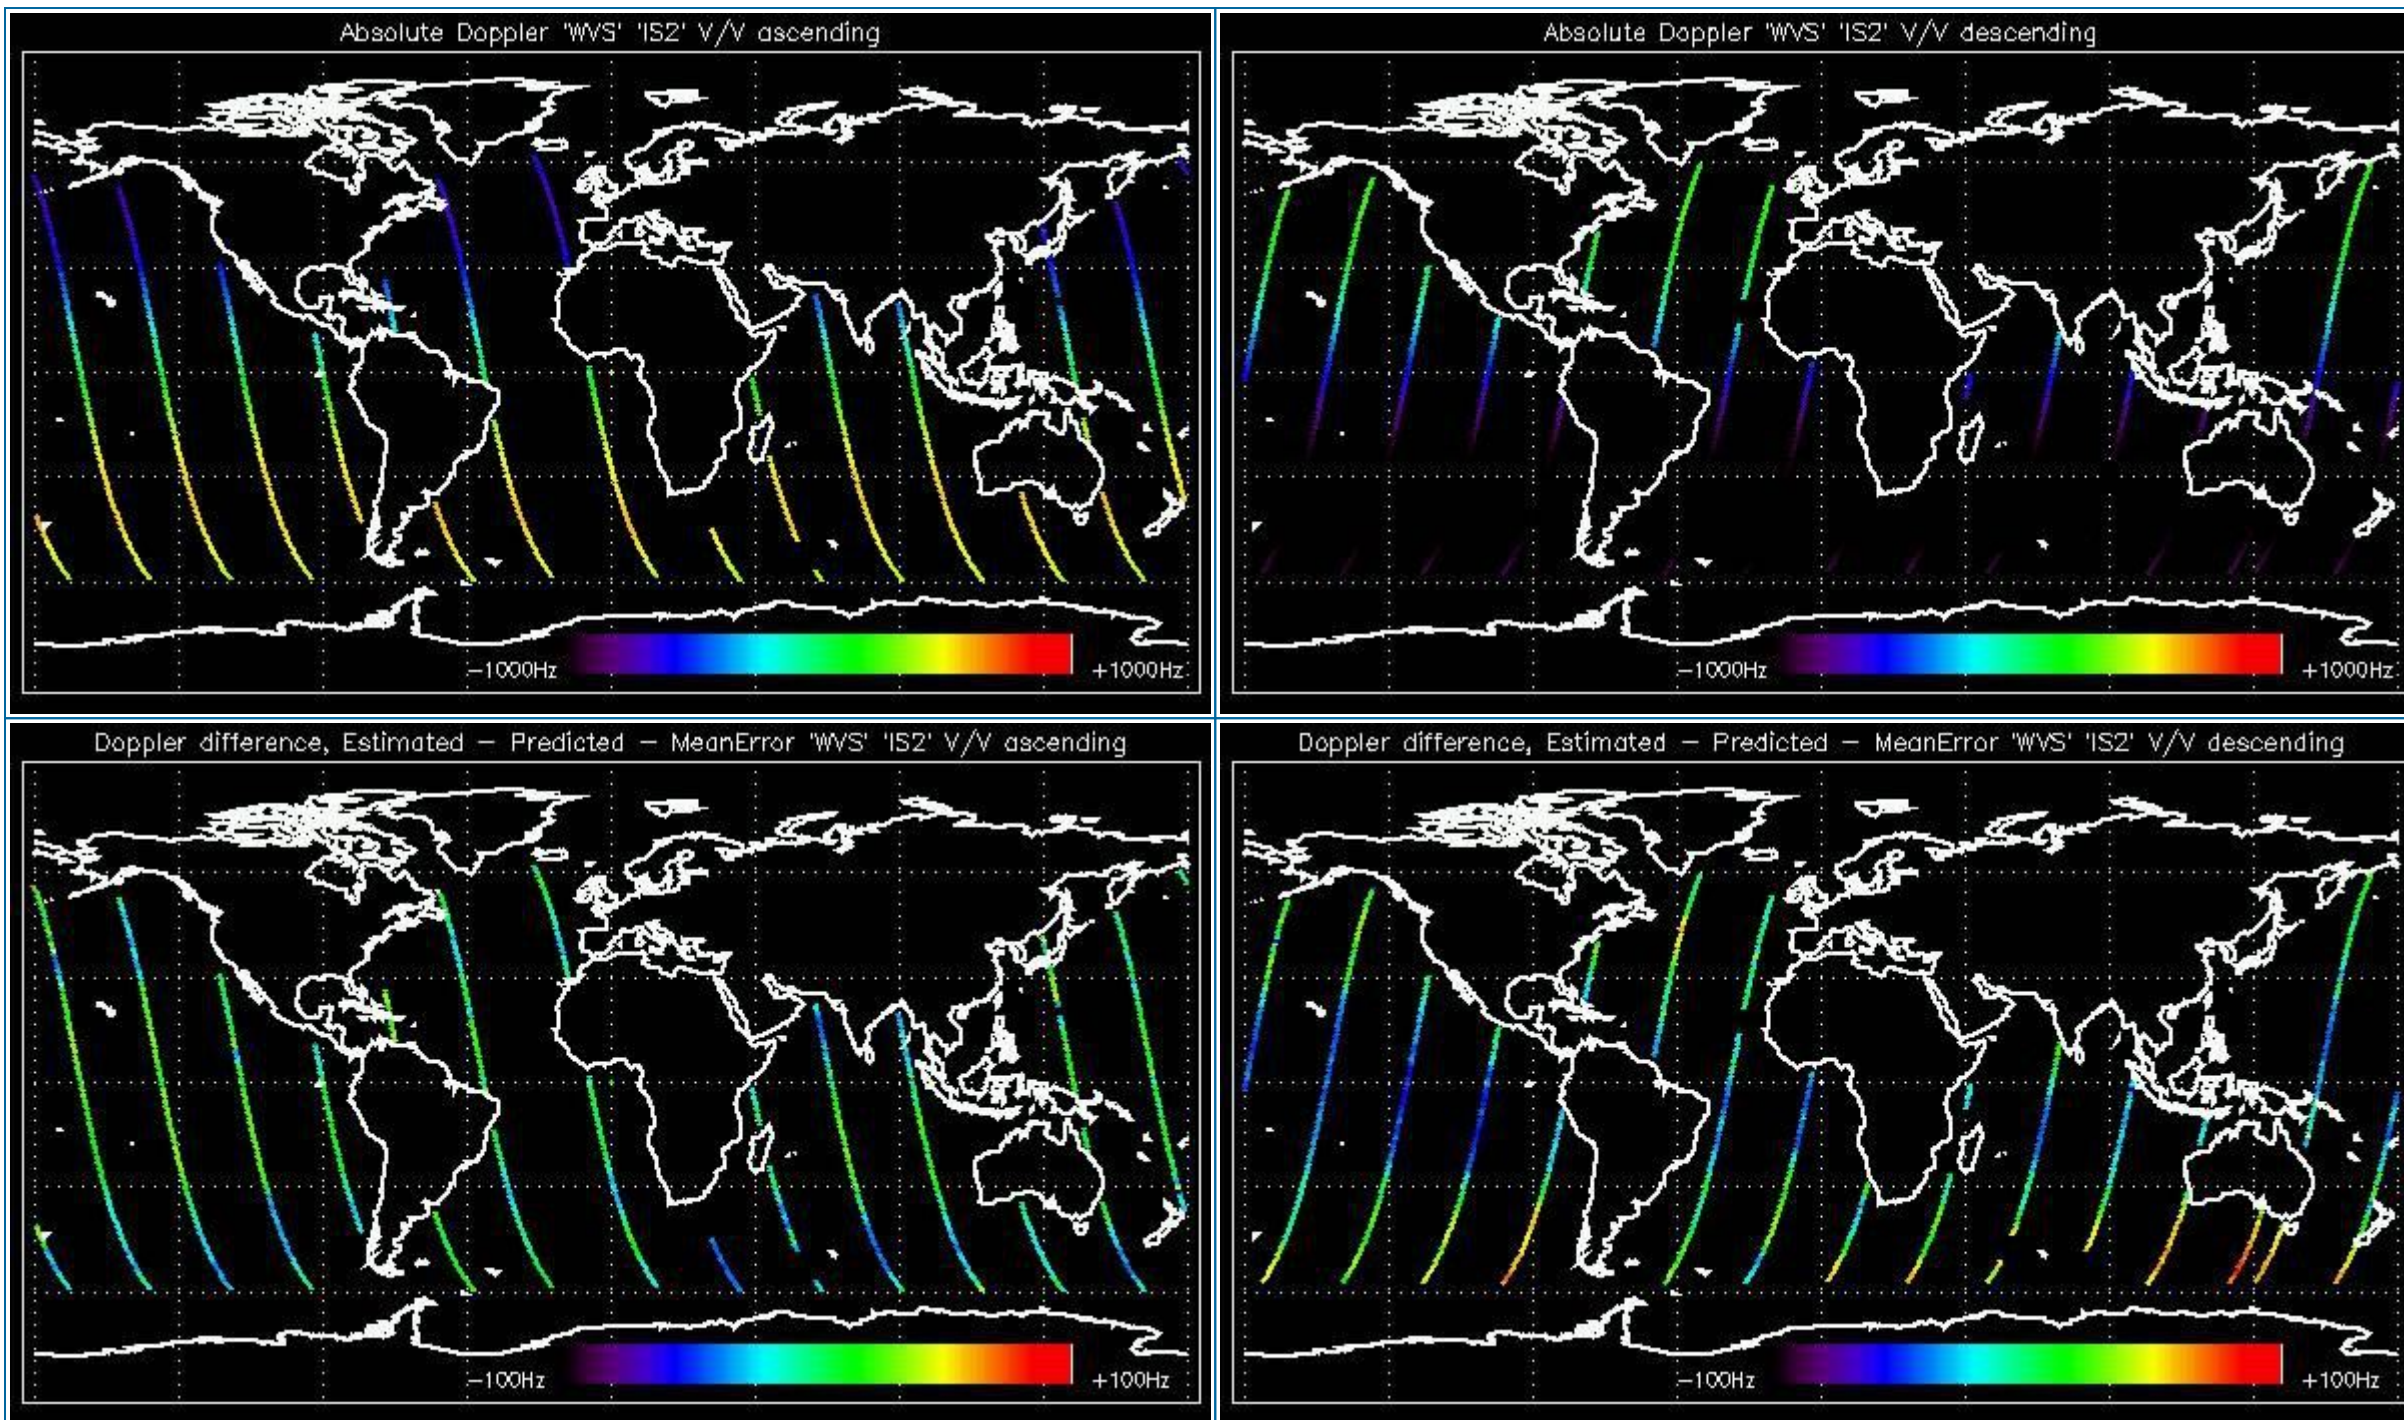 Absolute Doppler 'WVS' 'IS2' V/V ascending
-1000Hz
+1000Hz
Absolute Doppler 'WVS' 'IS2' V/V descending
-1000Hz
+1000Hz
Doppler difference, Estimated - Predicted - MeanError 'WVS' 'IS2' V/V ascending
-100Hz
+100Hz
Doppler difference, Estimated - Predicted - MeanError 'WVS' 'IS2' V/V descending
-100Hz
+100Hz